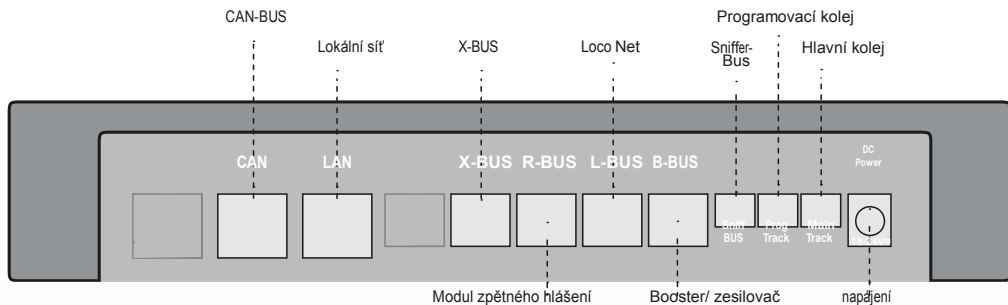 CAN-BUS
Programovací kolej
Lokální síť
X-BUS
Loco Net
Sniffer-
Bus
Hlavní kolej
CAN
LAN
X-BUS
R-BUS
L-BUS
B-BUS
DC
Power
Sniff
BUS
Prog
Track
Main
Track
Modul zpětného hlášení
Booster/ zesilovač
napájení